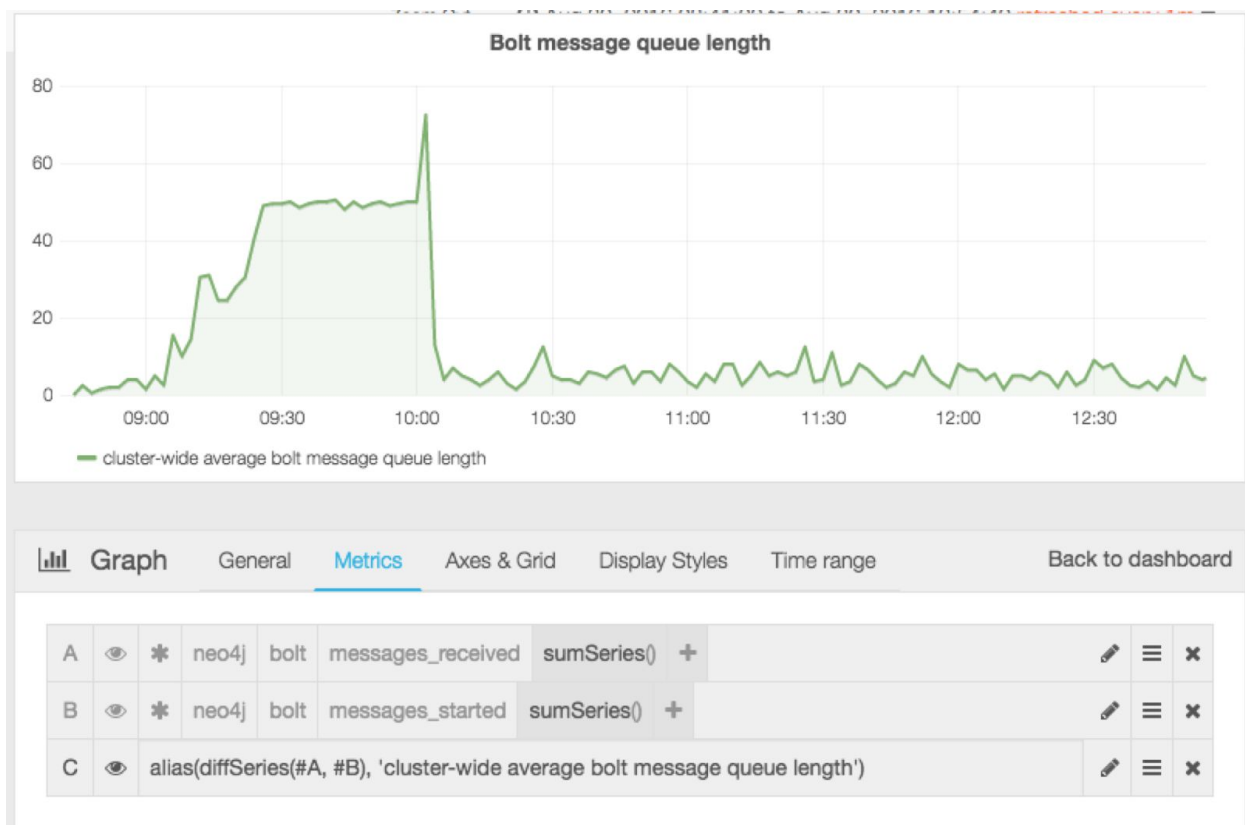 Bolt message queue length
80
60
40
20
0
09:00 09:30 10:00 10:30 11:00 11:30 12:00 12:30
cluster-wide average bolt message queue length
Graph General Metrics Axes & Grid Display Styles Time range Back to dashboard
A neo4j bolt messages_received sumSeries() +
B neo4j bolt messages_started sumSeries() +
C alias(diffSeries(#A, #B), 'cluster-wide average bolt message queue length')